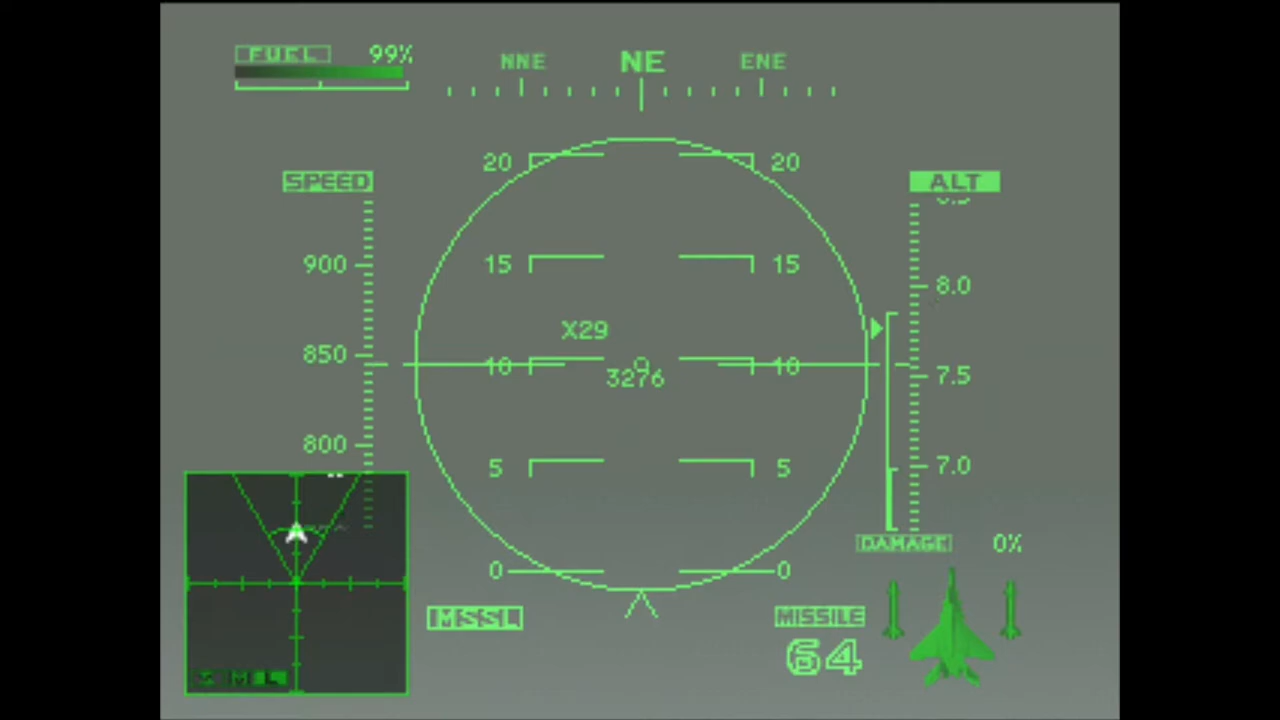 FUEL 99%
NNE NE ENE
20 20
SPEED ALT
900 15 15 8.0
X29
850 10 10 7.5
3276
800 5 5 7.0
DAMAGE 0%
0 0
MSSL MISSILE
64